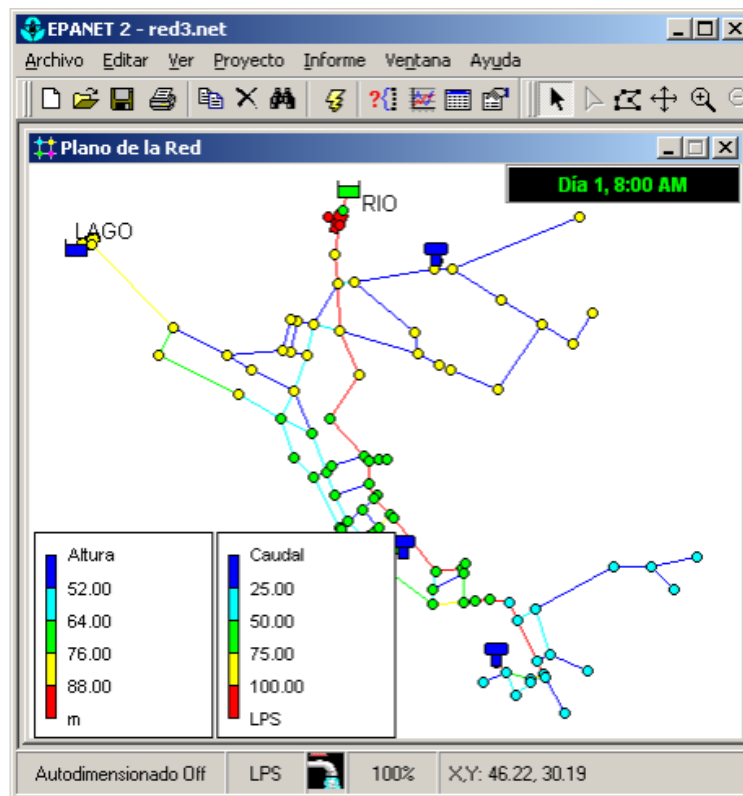 EPANET 2 - red3.net
Archivo Editar Ver Proyecto Informe Ventana Ayuda
Plano de la Red
Día 1, 8:00 AM
RIO
LAGO
Altura
52.00
64.00
76.00
88.00
m
Caudal
25.00
50.00
75.00
100.00
LPS
Autodimensionado Off LPS 100% X,Y: 46.22, 30.19